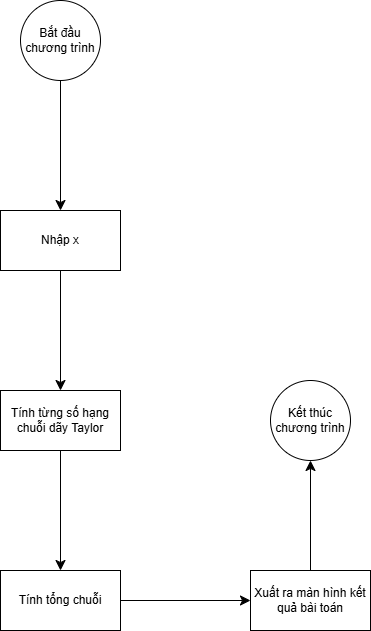 Bắt đầu
chương trình
Nhập x
Tính từng số hạng
chuỗi dãy Taylor
Tính tổng chuỗi
Xuất ra màn hình kết
quả bài toán
Kết thúc
chương trình